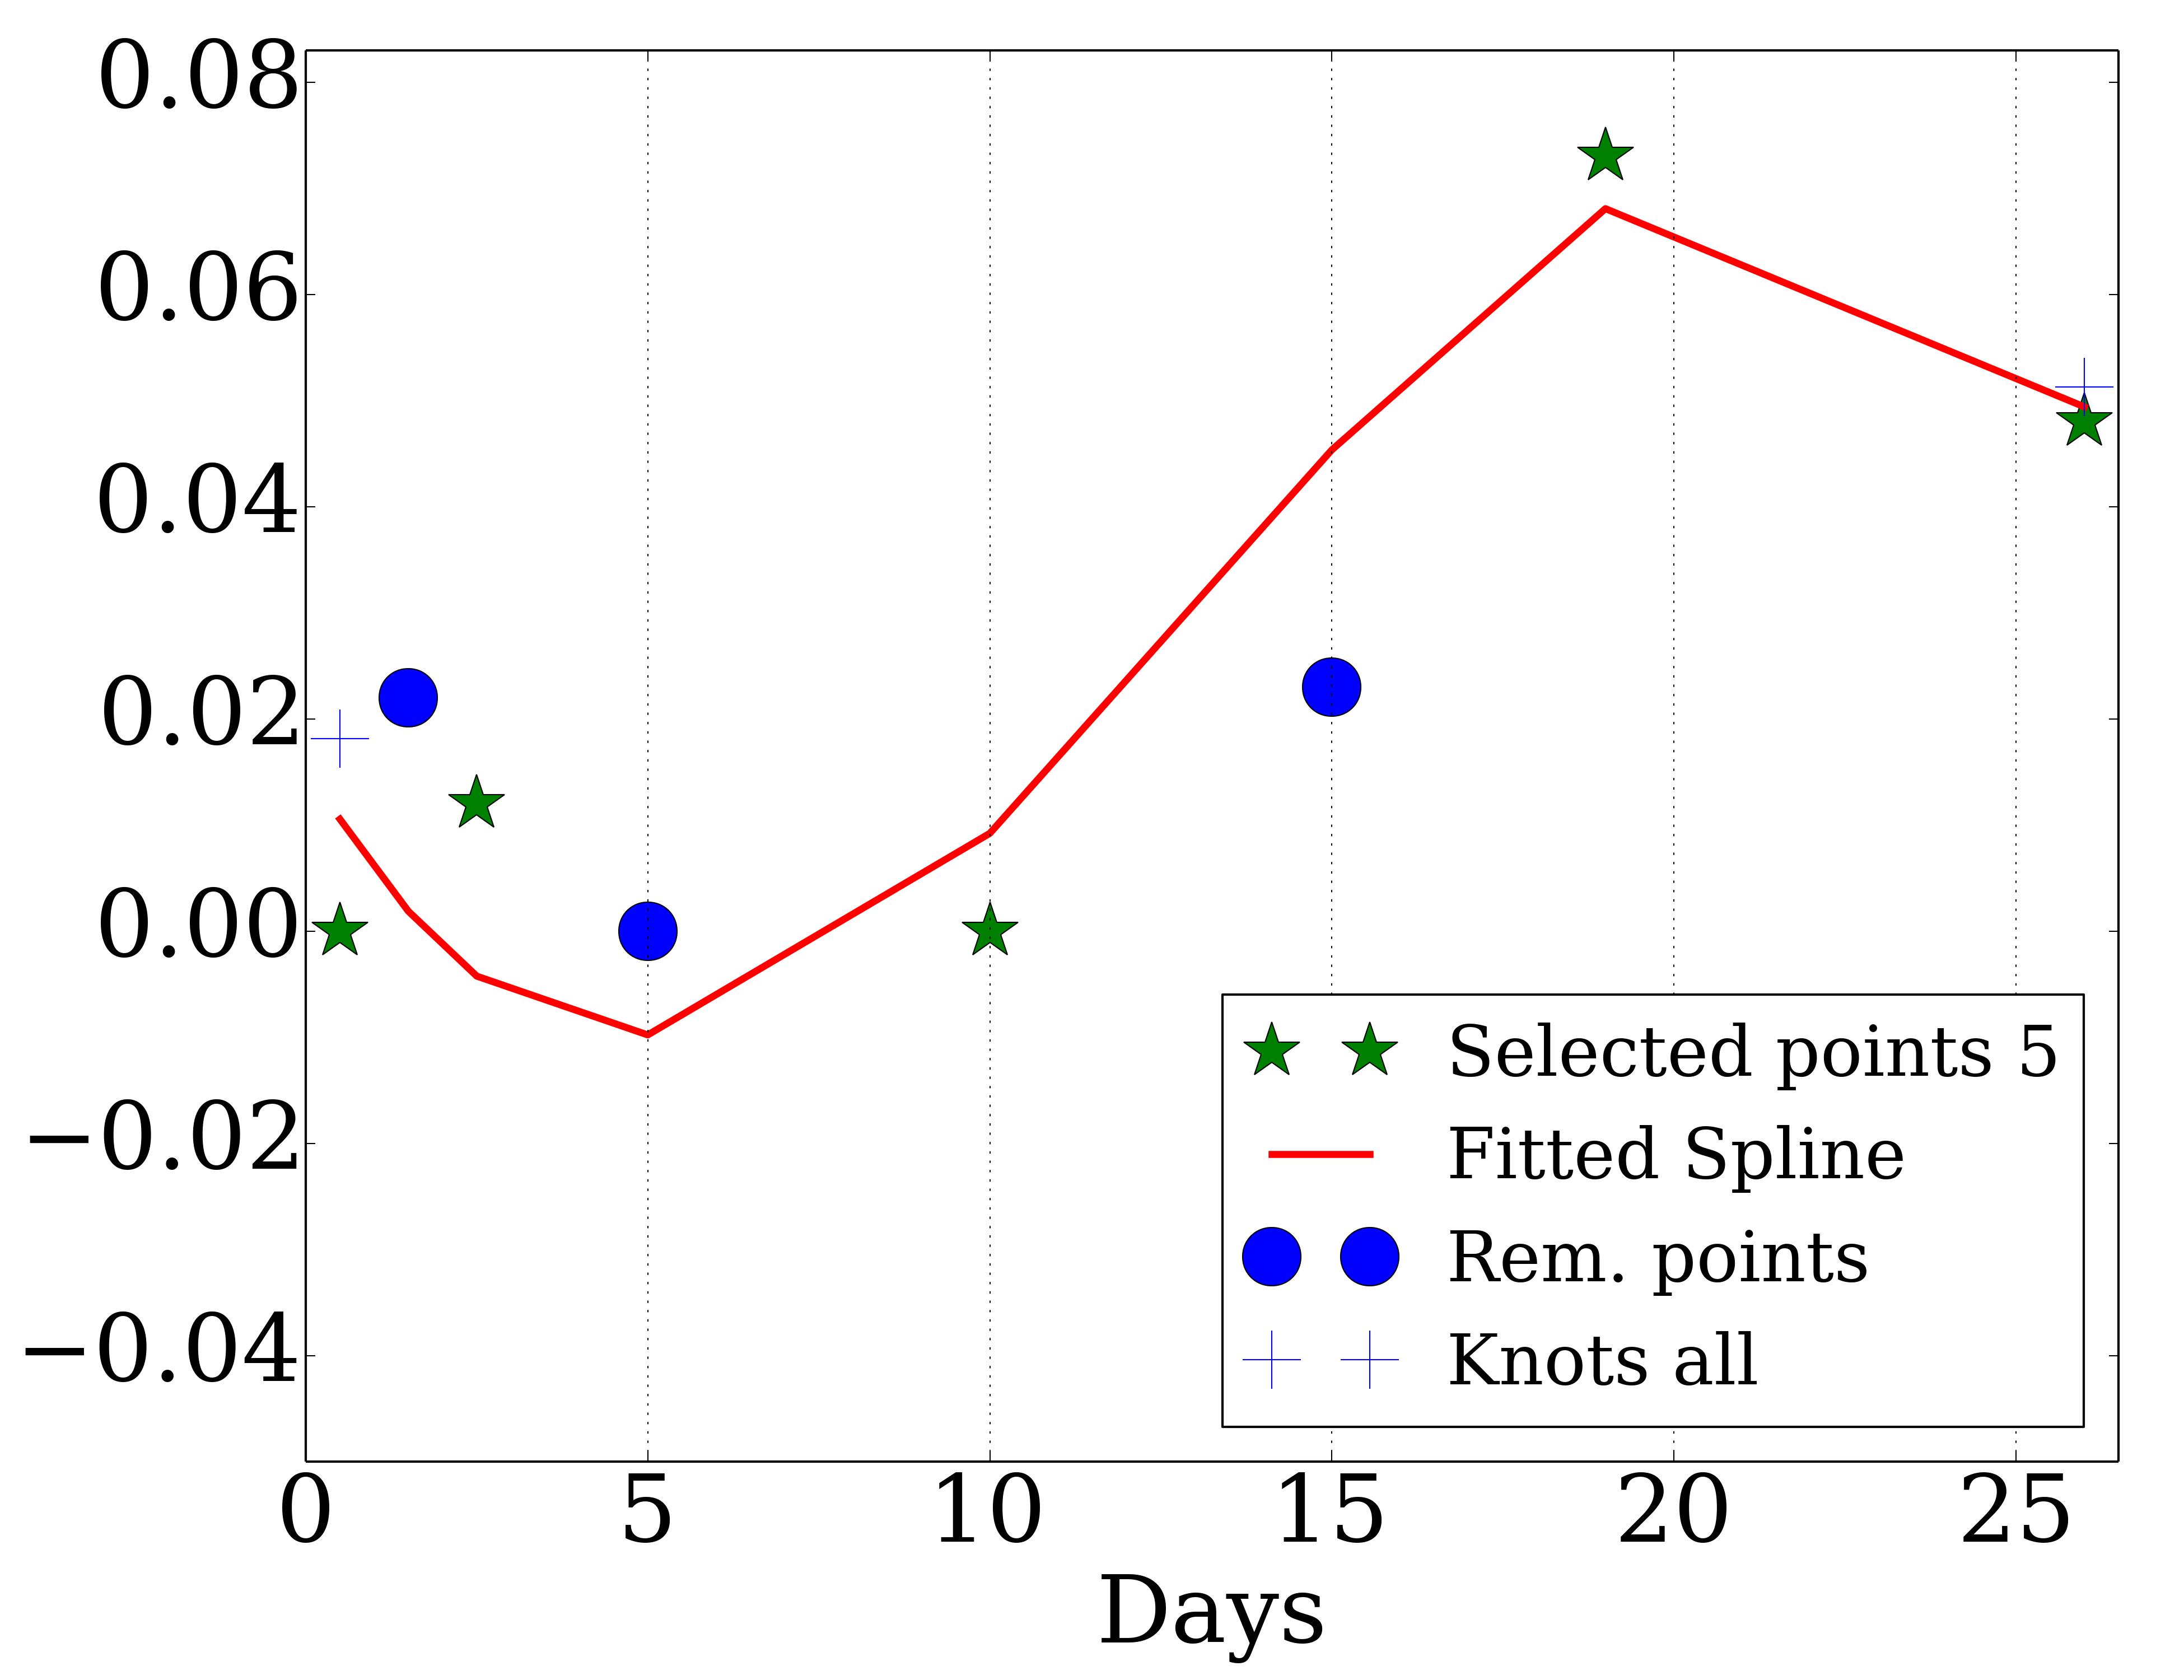 0.08
0.06
0.04
0.02
0.00
−0.02
−0.04
Selected points 5
Fitted Spline
Rem. points
Knots all
0 5 10 15 20 25
Days